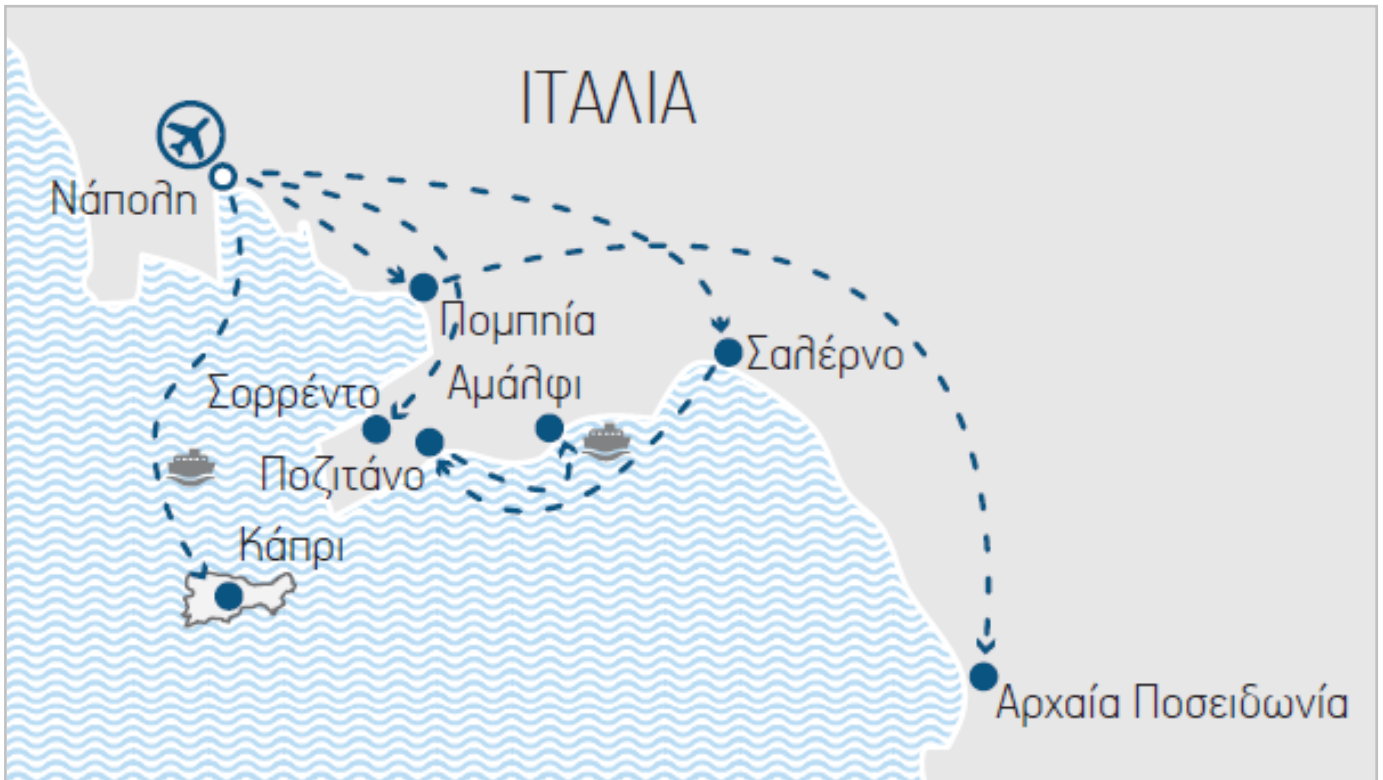 ΙΤΑΛΙΑ
Νάπολη
Πομπηία
Σαλέρνο
Σορρέντο
Αμάλφι
Ποζιτάνο
Κάπρι
Αρχαία Ποσειδωνία